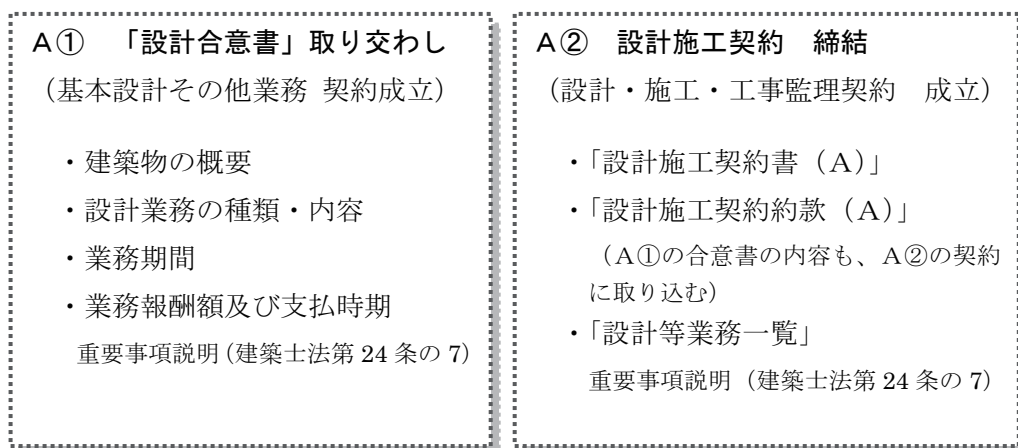 A① 「設計合意書」取り交わし
（基本設計その他業務 契約成立）
・建築物の概要
・設計業務の種類・内容
・業務期間
・業務報酬額及び支払時期
重要事項説明（建築士法第 24 条の 7）
A② 設計施工契約 締結
（設計・施工・工事監理契約 成立）
・「設計施工契約書（A）」
・「設計施工契約約款（A）」
（A①の合意書の内容も、A②の契約
に取り込む）
・「設計等業務一覧」
重要事項説明（建築士法第 24 条の 7）